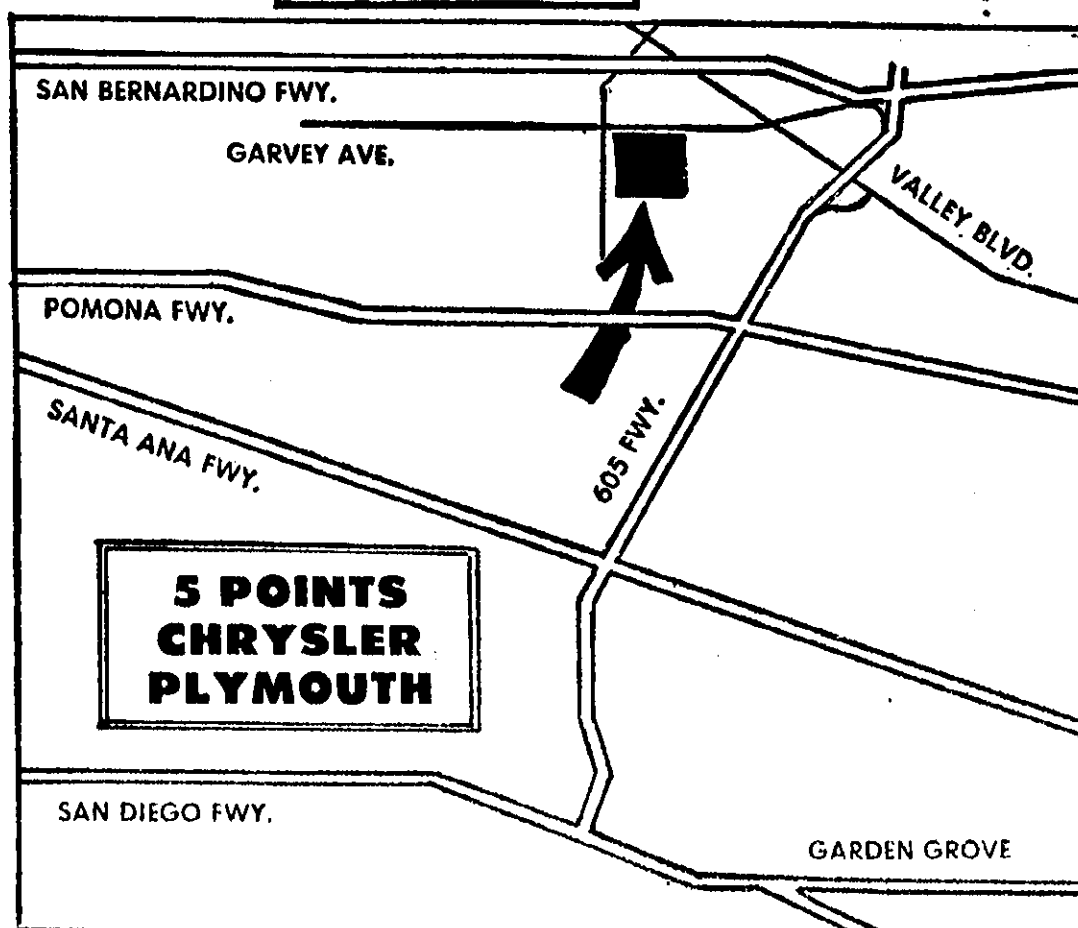 SAN BERNARDINO FWY.
GARVEY AVE.
VALLEY BLVD.
POMONA FWY.
SANTA ANA FWY.
605 FWY.
5 POINTS
CHRYSLER
PLYMOUTH
SAN DIEGO FWY.
GARDEN GROVE